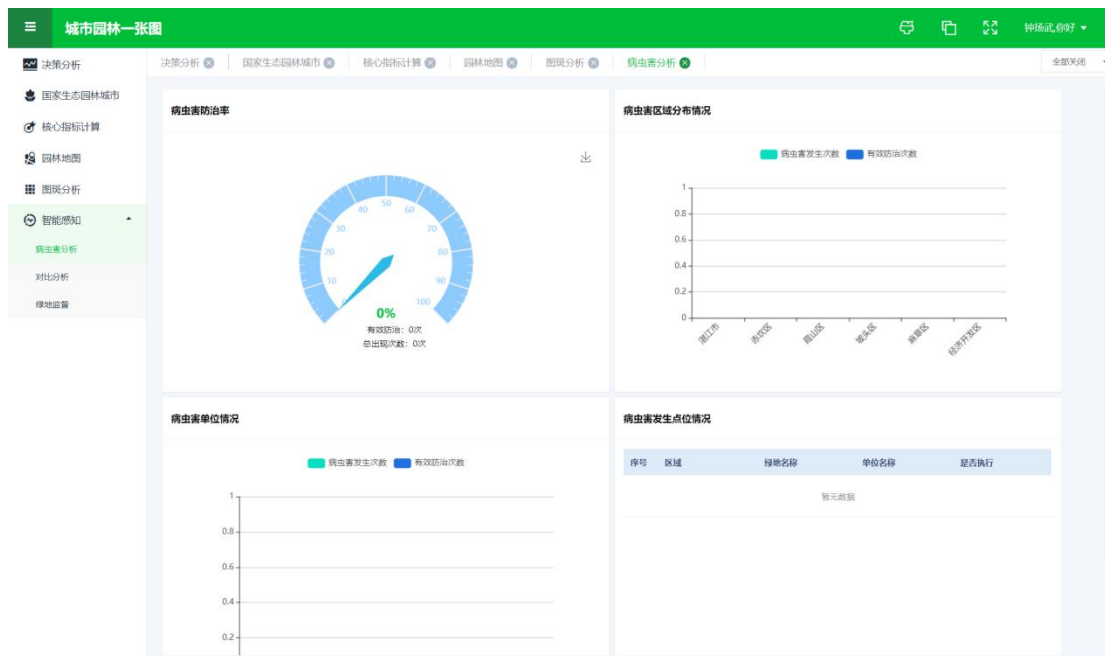 城市园林一张图
钟扬武,你好
决策分析
国家生态园林城市
核心指标计算
园林地图
图斑分析
病虫害分析
全部关闭
决策分析
国家生态园林城市
核心指标计算
园林地图
图斑分析
智能感知
病虫害分析
对比分析
绿地监督
病虫害防治率
0
10
20
30
40
50
60
70
80
90
100
0%
有效防治：0次
总出现次数：0次
病虫害区域分布情况
病虫害发生次数 有效防治次数
1
0.8
0.6
0.4
0.2
0
湛江市
赤坎区
霞山区
坡头区
麻章区
经济开发区
病虫害单位情况
病虫害发生次数 有效防治次数
1
0.8
0.6
0.4
0.2
病虫害发生点位情况
序号 区域 绿地名称 单位名称 是否执行
暂无数据